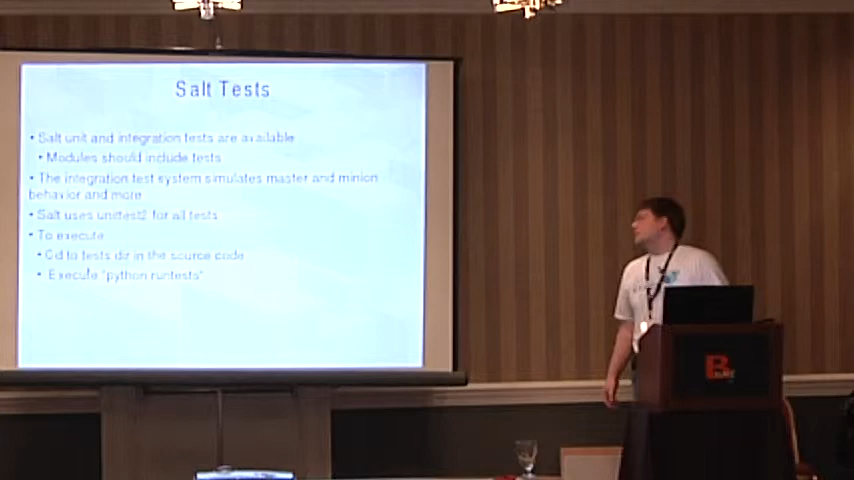 Salt Tests
• Salt unit and integration tests are available
• Modules should include tests
• The integration test system simulates master and minion
behavior and more
• Salt uses unittest2 for all tests
• To execute
• Cd to tests dir in the source code
• Execute "python runtests"